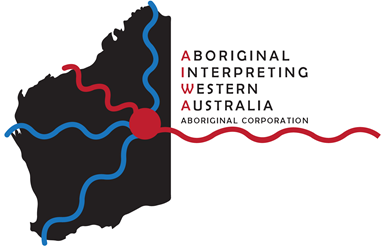 ABORIGINAL
INTERPRETING
WESTERN
AUSTRALIA
ABORIGINAL CORPORATION